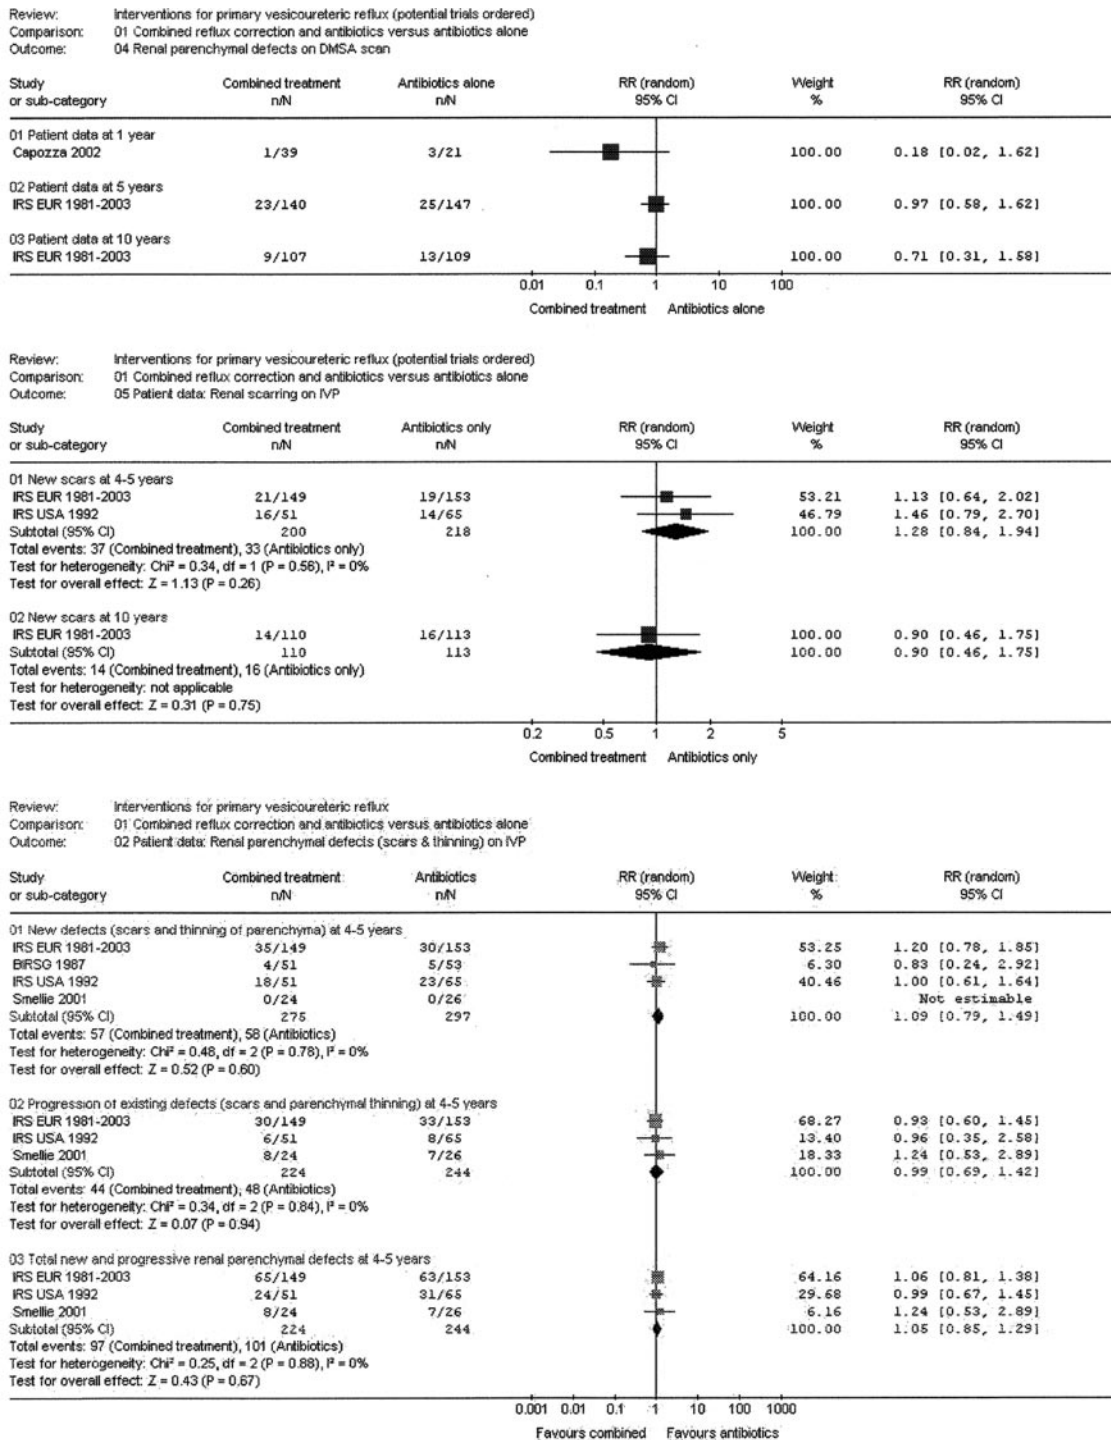 Review: Interventions for primary vesicoureteric reflux (potential trials ordered)
Comparison: 01 Combined reflux correction and antibiotics versus antibiotics alone
Outcome: 04 Renal parenchymal defects on DMSA scan
Study Combined treatment Antibiotics alone RR (random) Weight RR (random)
or sub-category n/N n/N 95% CI % 95% CI
01 Patient data at 1 year
Capozza 2002 1/39 3/21 100.00 0.18 [0.02, 1.62]
02 Patient data at 5 years
IRS EUR 1981-2003 23/140 25/147 100.00 0.97 [0.58, 1.62]
03 Patient data at 10 years
IRS EUR 1981-2003 9/107 13/109 100.00 0.71 [0.31, 1.58]
0.01 0.1 1 10 100
Combined treatment Antibiotics alone
Review: Interventions for primary vesicoureteric reflux (potential trials ordered)
Comparison: 01 Combined reflux correction and antibiotics versus antibiotics alone
Outcome: 05 Patient data: Renal scarring on IVP
Study Combined treatment Antibiotics only RR (random) Weight RR (random)
or sub-category n/N n/N 95% CI % 95% CI
01 New scars at 4-5 years
IRS EUR 1981-2003 21/149 19/153 53.21 1.13 [0.64, 2.02]
IRS USA 1992 16/51 14/65 46.79 1.46 [0.79, 2.70]
Subtotal (95% CI) 200 218 100.00 1.28 [0.84, 1.94]
Total events: 37 (Combined treatment), 33 (Antibiotics only)
Test for heterogeneity: Chi² = 0.34, df = 1 (P = 0.56), I² = 0%
Test for overall effect: Z = 1.13 (P = 0.26)
02 New scars at 10 years
IRS EUR 1981-2003 14/110 16/113 100.00 0.90 [0.46, 1.75]
Subtotal (95% CI) 110 113 100.00 0.90 [0.46, 1.75]
Total events: 14 (Combined treatment), 16 (Antibiotics only)
Test for heterogeneity: not applicable
Test for overall effect: Z = 0.31 (P = 0.75)
0.2 0.5 1 2 5
Combined treatment Antibiotics only
Review: Interventions for primary vesicoureteric reflux
Comparison: 01 Combined reflux correction and antibiotics versus antibiotics alone
Outcome: 02 Patient data: Renal parenchymal defects (scars & thinning) on IVP
Study Combined treatment Antibiotics RR (random) Weight RR (random)
or sub-category n/N n/N 95% CI % 95% CI
01 New defects (scars and thinning of parenchyma) at 4-5 years
IRS EUR 1981-2003 35/149 30/153 53.25 1.20 [0.78, 1.85]
BIRSG 1987 4/51 5/53 6.30 0.83 [0.24, 2.92]
IRS USA 1992 18/51 23/65 40.46 1.00 [0.61, 1.64]
Smellie 2001 0/24 0/26 Not estimable
Subtotal (95% CI) 275 297 100.00 1.09 [0.79, 1.49]
Total events: 57 (Combined treatment), 58 (Antibiotics)
Test for heterogeneity: Chi² = 0.48, df = 2 (P = 0.78), I² = 0%
Test for overall effect: Z = 0.52 (P = 0.60)
02 Progression of existing defects (scars and parenchymal thinning) at 4-5 years
IRS EUR 1981-2003 30/149 33/153 68.27 0.93 [0.60, 1.45]
IRS USA 1992 6/51 8/65 13.40 0.96 [0.35, 2.58]
Smellie 2001 8/24 7/26 18.33 1.24 [0.53, 2.89]
Subtotal (95% CI) 224 244 100.00 0.99 [0.69, 1.42]
Total events: 44 (Combined treatment), 48 (Antibiotics)
Test for heterogeneity: Chi² = 0.34, df = 2 (P = 0.84), I² = 0%
Test for overall effect: Z = 0.07 (P = 0.94)
03 Total new and progressive renal parenchymal defects at 4-5 years
IRS EUR 1981-2003 65/149 63/153 64.16 1.06 [0.81, 1.38]
IRS USA 1992 24/51 31/65 29.68 0.99 [0.67, 1.45]
Smellie 2001 8/24 7/26 6.16 1.24 [0.53, 2.89]
Subtotal (95% CI) 224 244 100.00 1.05 [0.85, 1.29]
Total events: 97 (Combined treatment), 101 (Antibiotics)
Test for heterogeneity: Chi² = 0.25, df = 2 (P = 0.88), I² = 0%
Test for overall effect: Z = 0.43 (P = 0.67)
0.001 0.01 0.1 1 10 100 1000
Favours combined Favours antibiotics